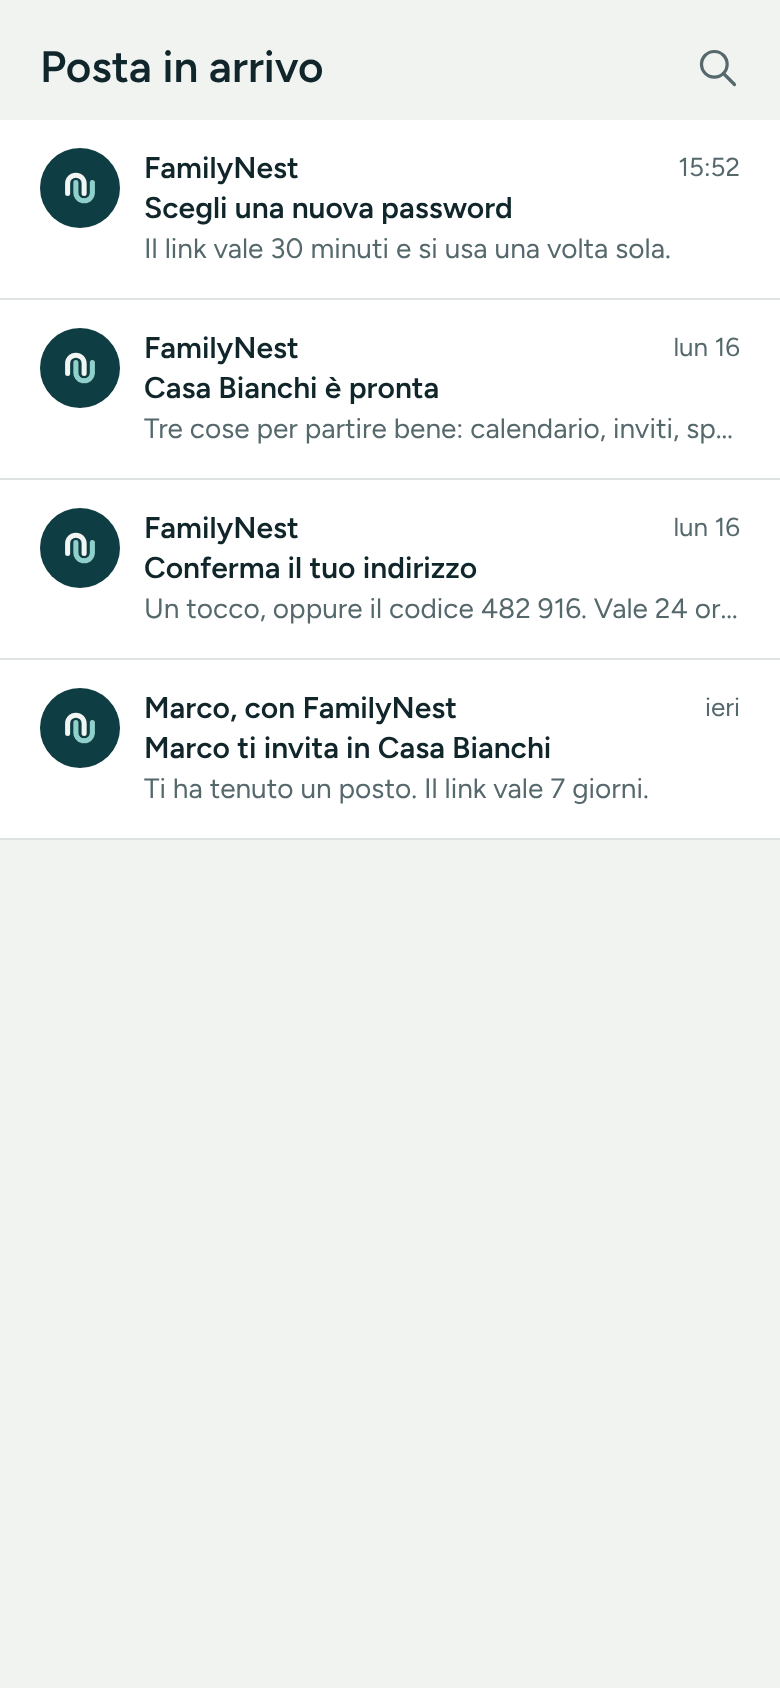 Posta in arrivo
FamilyNest 15:52
Scegli una nuova password
Il link vale 30 minuti e si usa una volta sola.
FamilyNest lun 16
Casa Bianchi è pronta
Tre cose per partire bene: calendario, inviti, sp...
FamilyNest lun 16
Conferma il tuo indirizzo
Un tocco, oppure il codice 482 916. Vale 24 or...
Marco, con FamilyNest ieri
Marco ti invita in Casa Bianchi
Ti ha tenuto un posto. Il link vale 7 giorni.